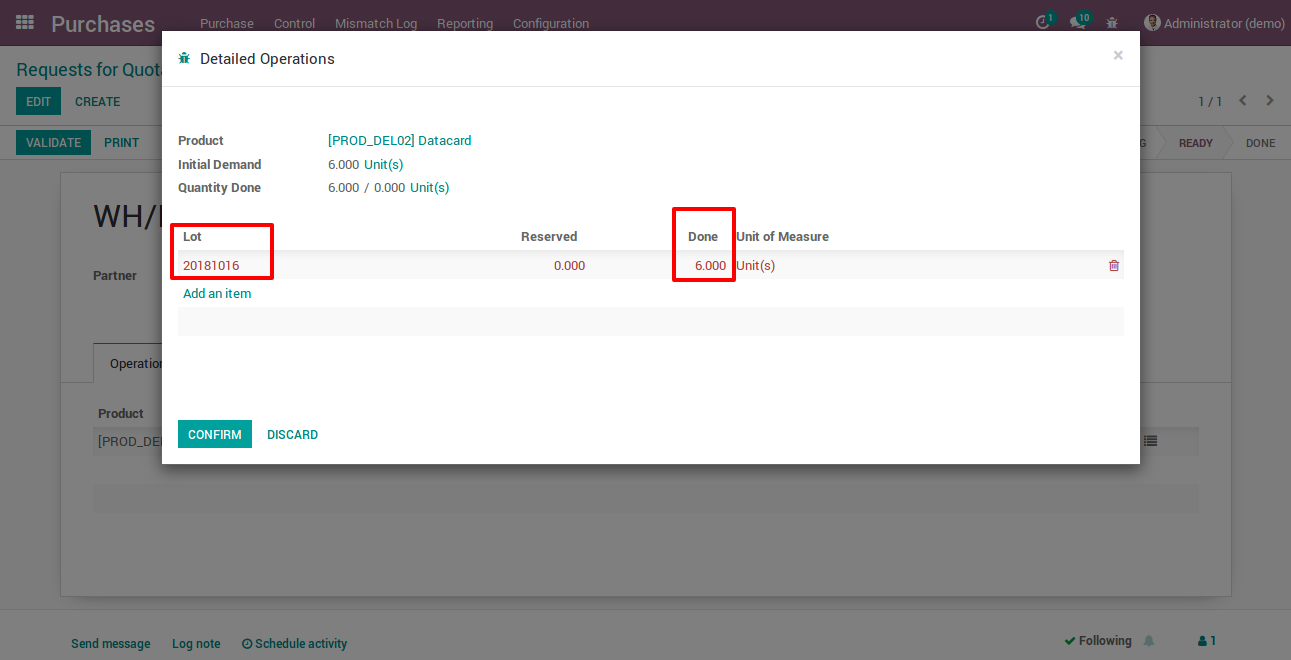 Purchases Purchase Control Mismatch Log Reporting Configuration 1 10 Administrator (demo)
Detailed Operations ×
Requests for Quota
EDIT CREATE 1 / 1
VALIDATE PRINT READY DONE
Product [PROD_DEL02] Datacard
Initial Demand 6.000 Unit(s)
Quantity Done 6.000 / 0.000 Unit(s)
WH/
Lot Reserved Done Unit of Measure
20181016 0.000 6.000 Unit(s)
Partner
Add an item
Operation
Product
[PROD_DEL
CONFIRM DISCARD
Send message Log note Schedule activity Following 1